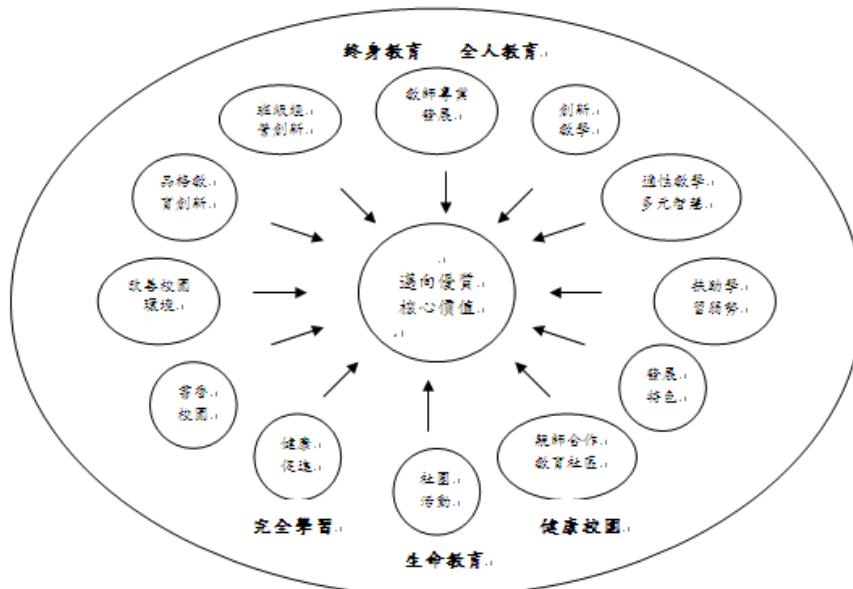 終身教育 全人教育
教師專業
發展
創新
教學
班級經
營創新
適性教學
多元智慧
品格教
育創新
邁向優質
核心價值
改善校園
環境
扶助學
習弱勢
發展
特色
書香
校園
健康
促進
社團
活動
親師合作
教育社區
完全學習
生命教育
健康校園